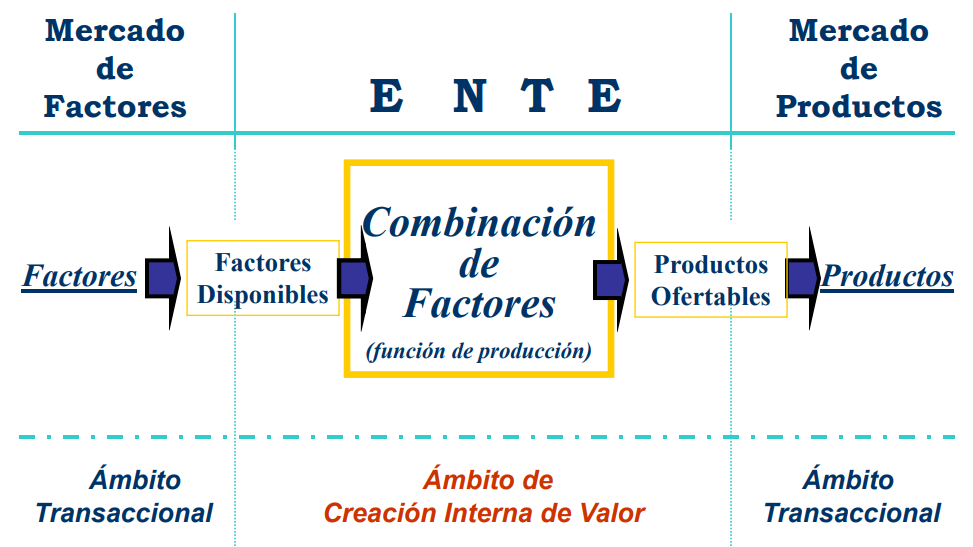 Mercado
de
Factores
E N T E
Mercado
de
Productos
Factores
Factores
Disponibles
Combinación
de
Factores
(función de producción)
Productos
Ofertables
Productos
Ámbito
Transaccional
Ámbito de
Creación Interna de Valor
Ámbito
Transaccional